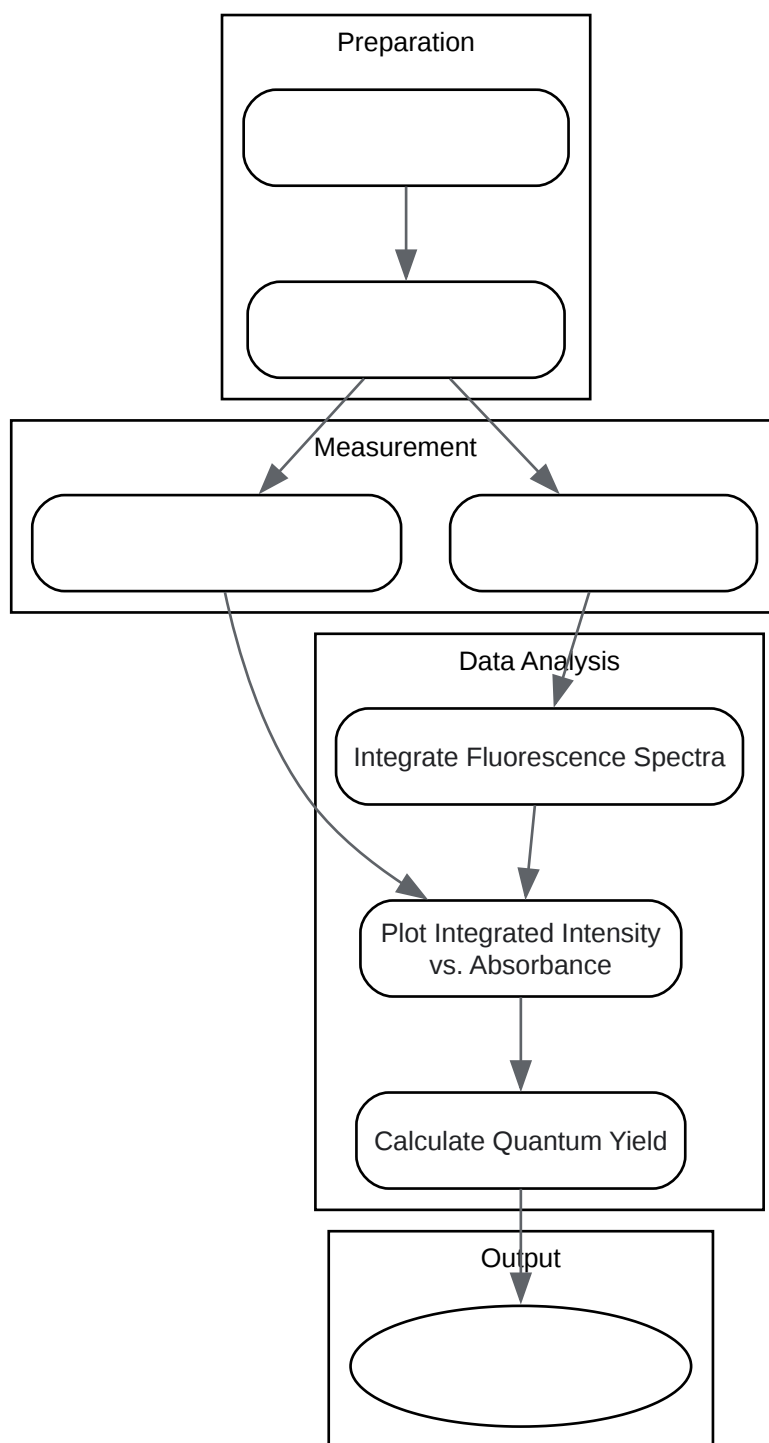 Preparation
Measurement
Data Analysis
Integrate Fluorescence Spectra
Plot Integrated Intensity
vs. Absorbance
Calculate Quantum Yield
Output